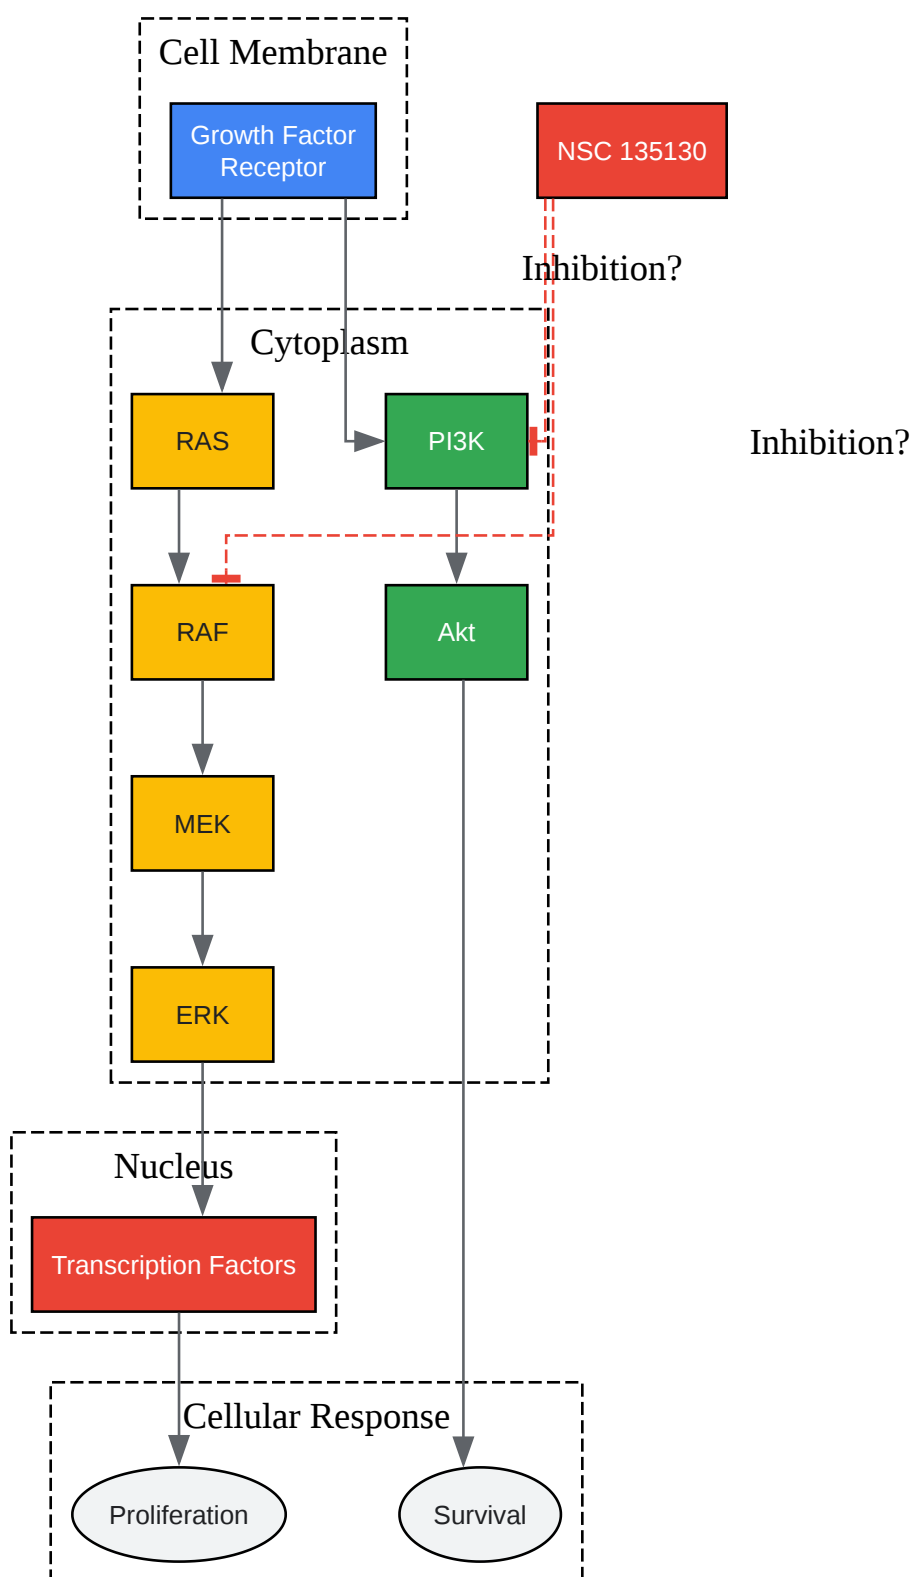 Cell Membrane
Growth Factor
Receptor
NSC 135130
Inhibition?
Cytoplasm
RAS
PI3K
Inhibition?
RAF
Akt
MEK
ERK
Nucleus
Transcription Factors
Cellular Response
Proliferation
Survival